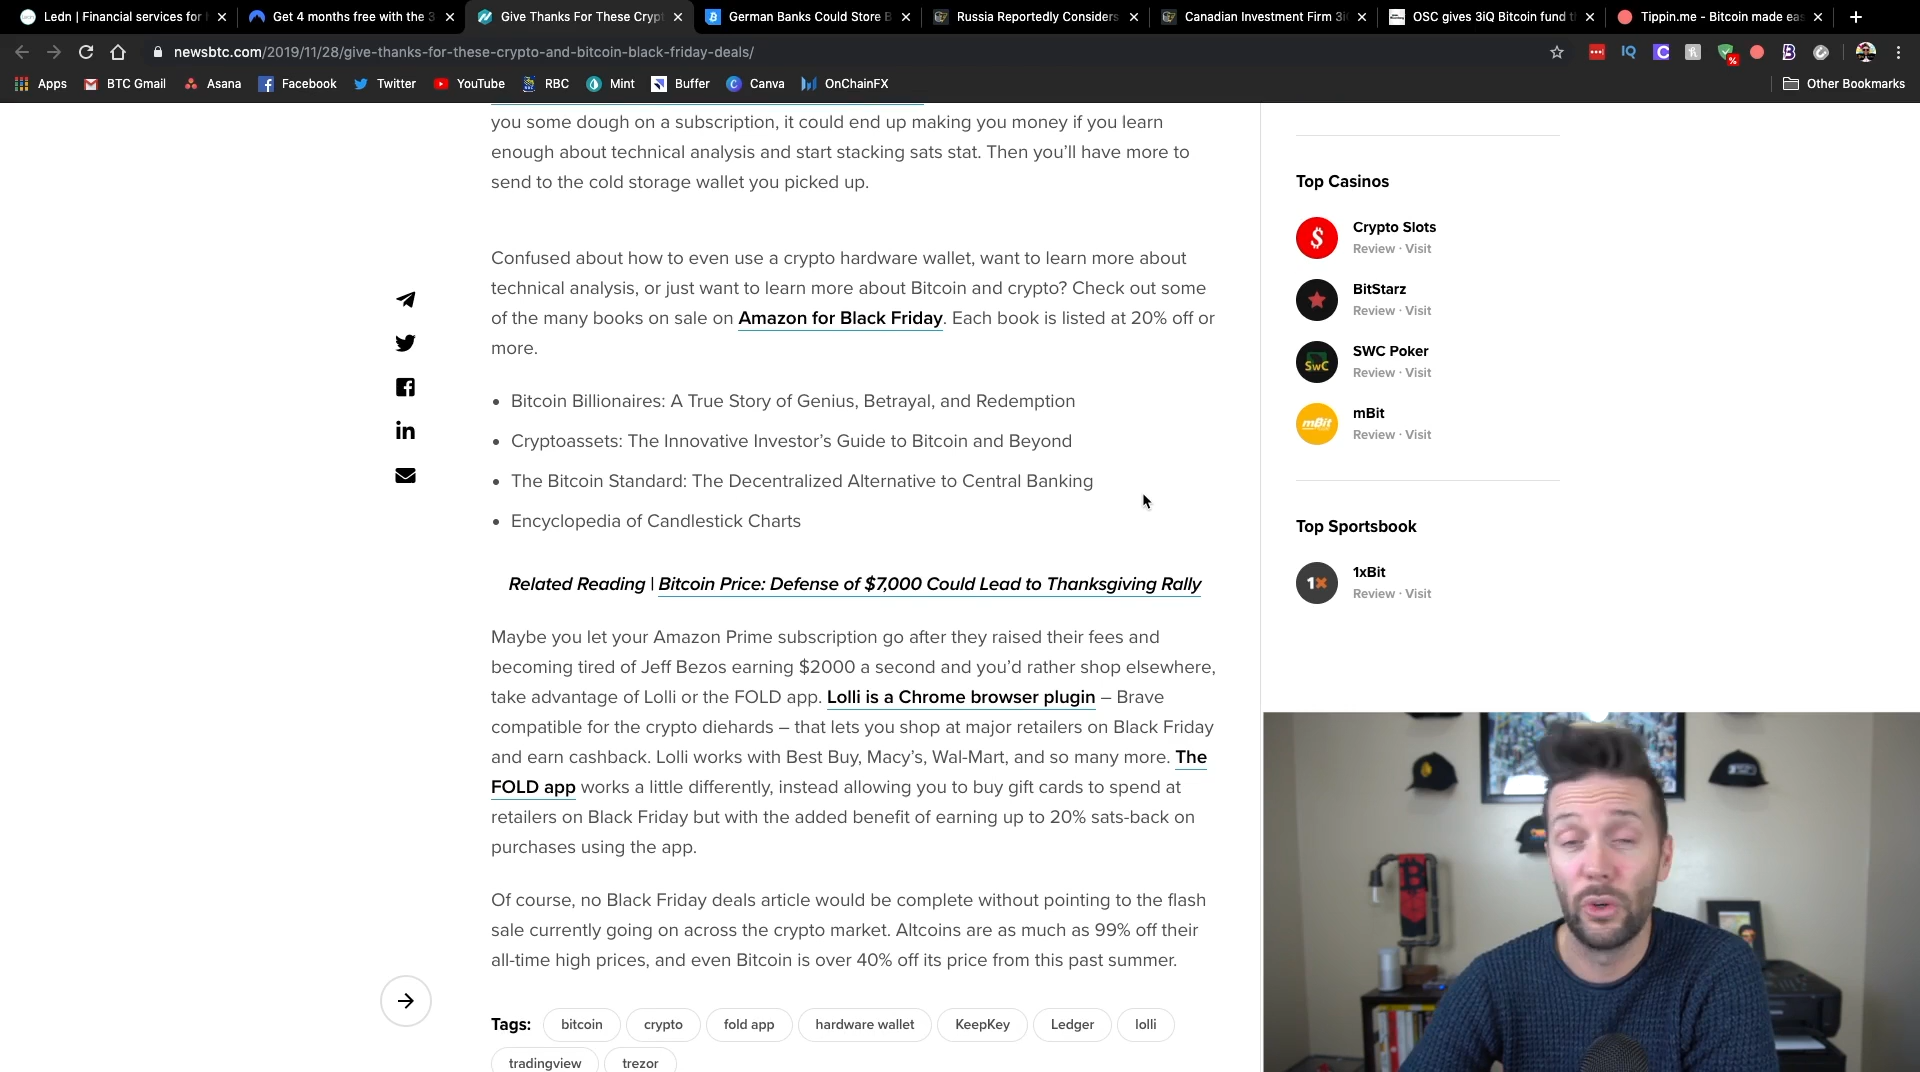 Ledn | Financial services for
Get 4 months free with the 3
Give Thanks For These Crypt
German Banks Could Store B
Russia Reportedly Considers
Canadian Investment Firm 3i
OSC gives 3iQ Bitcoin fund t
Tippin.me - Bitcoin made eas
newsbtc.com/2019/11/28/give-thanks-for-these-crypto-and-bitcoin-black-friday-deals/
IQ
Apps
BTC Gmail
Asana
Facebook
Twitter
YouTube
RBC
Mint
Buffer
Canva
OnChainFX
Other Bookmarks
you some dough on a subscription, it could end up making you money if you learn
enough about technical analysis and start stacking sats stat. Then you’ll have more to
send to the cold storage wallet you picked up.
Confused about how to even use a crypto hardware wallet, want to learn more about
technical analysis, or just want to learn more about Bitcoin and crypto? Check out some
of the many books on sale on Amazon for Black Friday. Each book is listed at 20% off or
more.
• Bitcoin Billionaires: A True Story of Genius, Betrayal, and Redemption
• Cryptoassets: The Innovative Investor’s Guide to Bitcoin and Beyond
• The Bitcoin Standard: The Decentralized Alternative to Central Banking
• Encyclopedia of Candlestick Charts
Related Reading | Bitcoin Price: Defense of $7,000 Could Lead to Thanksgiving Rally
Maybe you let your Amazon Prime subscription go after they raised their fees and
becoming tired of Jeff Bezos earning $2000 a second and you’d rather shop elsewhere,
take advantage of Lolli or the FOLD app. Lolli is a Chrome browser plugin – Brave
compatible for the crypto diehards – that lets you shop at major retailers on Black Friday
and earn cashback. Lolli works with Best Buy, Macy’s, Wal-Mart, and so many more. The
FOLD app works a little differently, instead allowing you to buy gift cards to spend at
retailers on Black Friday but with the added benefit of earning up to 20% sats-back on
purchases using the app.
Of course, no Black Friday deals article would be complete without pointing to the flash
sale currently going on across the crypto market. Altcoins are as much as 99% off their
all-time high prices, and even Bitcoin is over 40% off its price from this past summer.
Tags:
bitcoin
crypto
fold app
hardware wallet
KeepKey
Ledger
lolli
tradingview
trezor
Top Casinos
Crypto Slots
Review · Visit
BitStarz
Review · Visit
SwC
SWC Poker
Review · Visit
mBit
mBit
Review · Visit
Top Sportsbook
1X
1xBit
Review · Visit